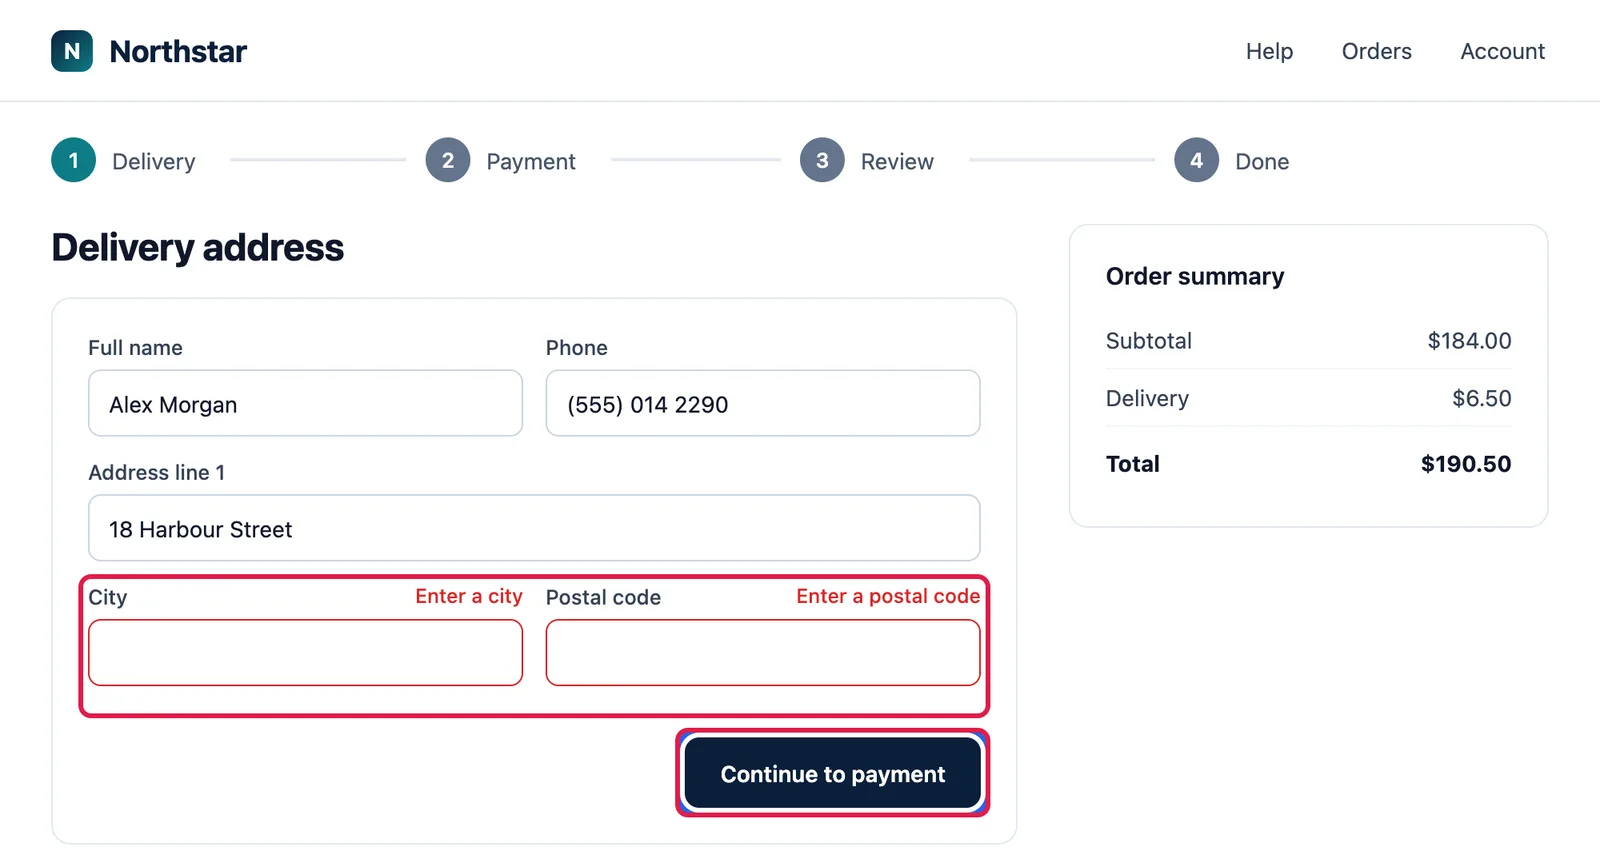 N Northstar
Help Orders Account
1 Delivery 2 Payment 3 Review 4 Done
Delivery address
Full name
Alex Morgan
Phone
(555) 014 2290
Address line 1
18 Harbour Street
City Enter a city
Postal code Enter a postal code
Continue to payment
Order summary
Subtotal $184.00
Delivery $6.50
Total $190.50